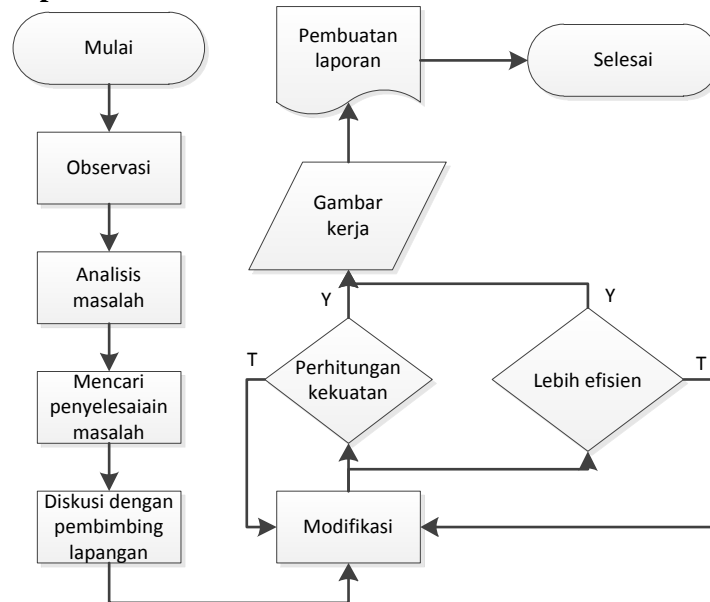 Mulai
Observasi
Analisis
masalah
Mencari
penyelesaiain
masalah
Diskusi dengan
pembimbing
lapangan
Modifikasi
Perhitungan
kekuatan
T
Y
Lebih efisien
Y
T
Gambar
kerja
Pembuatan
laporan
Selesai